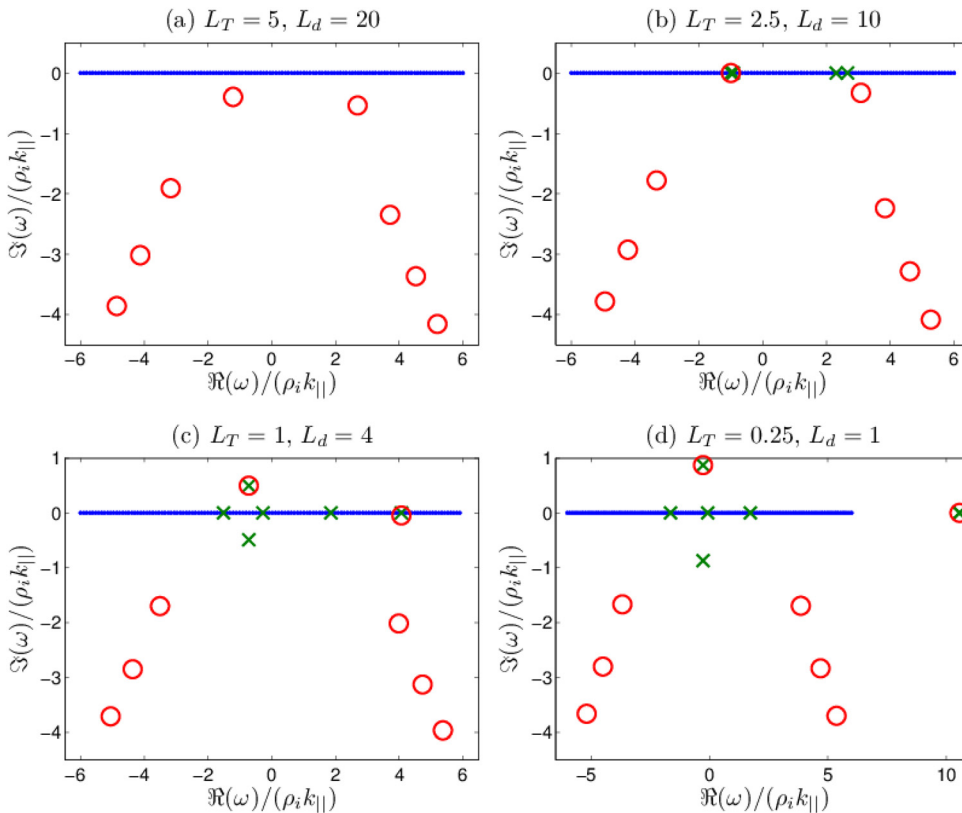 (a) $L_T = 5$, $L_d = 20$
0
−1
−2
−3
−4
ℑ(ω)/(ρ_i k_{||})
−6 −4 −2 0 2 4 6
ℜ(ω)/(ρ_i k_{||})
(b) $L_T = 2.5$, $L_d = 10$
0
−1
−2
−3
−4
ℑ(ω)/(ρ_i k_{||})
−6 −4 −2 0 2 4 6
ℜ(ω)/(ρ_i k_{||})
(c) $L_T = 1$, $L_d = 4$
1
0
−1
−2
−3
−4
ℑ(ω)/(ρ_i k_{||})
−6 −4 −2 0 2 4 6
ℜ(ω)/(ρ_i k_{||})
(d) $L_T = 0.25$, $L_d = 1$
1
0
−1
−2
−3
−4
ℑ(ω)/(ρ_i k_{||})
−5 0 5 10
ℜ(ω)/(ρ_i k_{||})